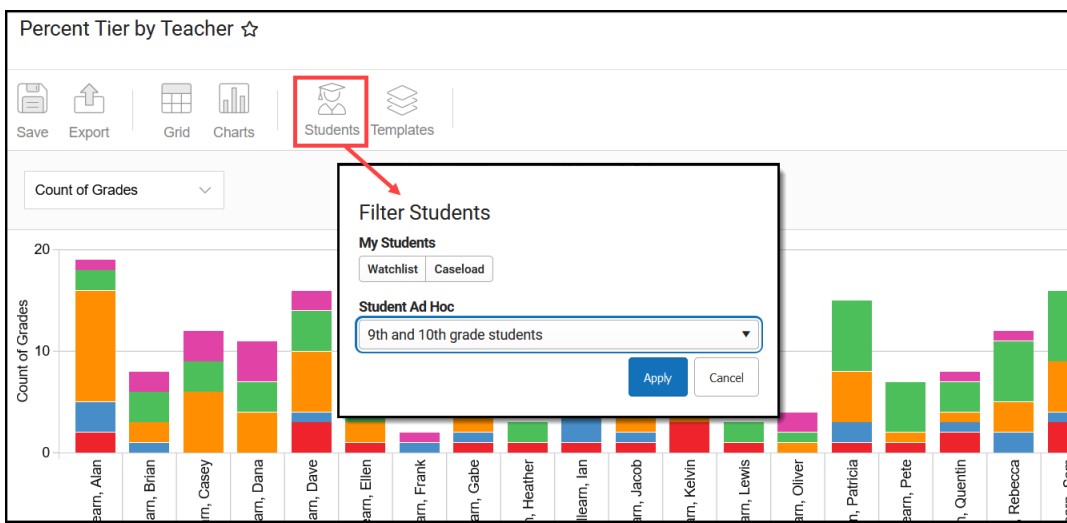 Percent Tier by Teacher
Save Export Grid Charts Students Templates
Count of Grades
Filter Students
My Students
Watchlist Caseload
Student Ad Hoc
9th and 10th grade students
Apply Cancel
20
10
0
Count of Grades
earn, Alan
arn, Brian
rn, Casey
arn, Dana
arn, Dave
earn, Ellen
arn, Frank
arn, Gabe
n, Heather
llearn, Ian
arn, Jacob
arn, Kelvin
arn, Lewis
arn, Oliver
n, Patricia
earn, Pete
, Quentin
Rebecca